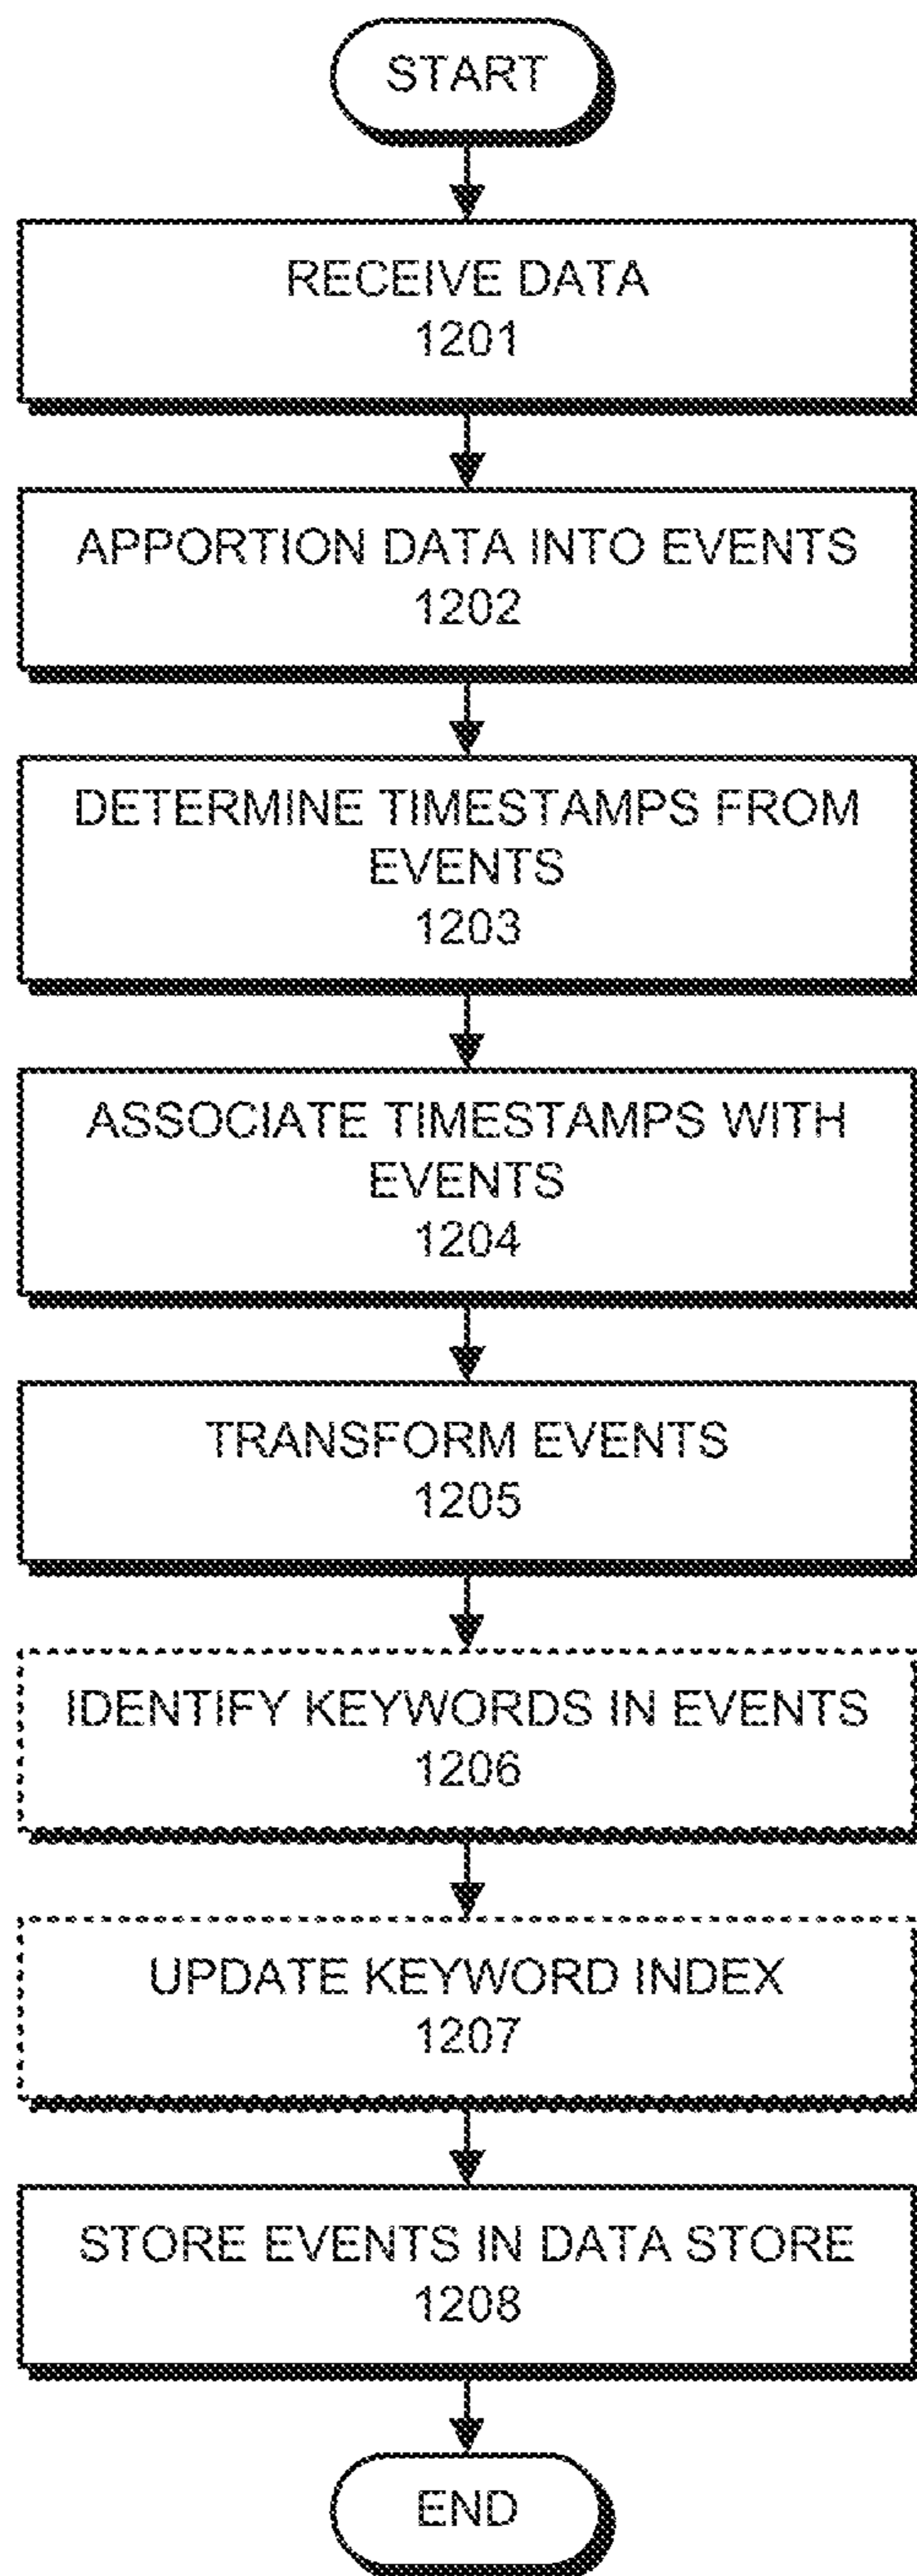 START
RECEIVE DATA
1201
APPORTION DATA INTO EVENTS
1202
DETERMINE TIMESTAMPS FROM
EVENTS
1203
ASSOCIATE TIMESTAMPS WITH
EVENTS
1204
TRANSFORM EVENTS
1205
IDENTIFY KEYWORDS IN EVENTS
1206
UPDATE KEYWORD INDEX
1207
STORE EVENTS IN DATA STORE
1208
END